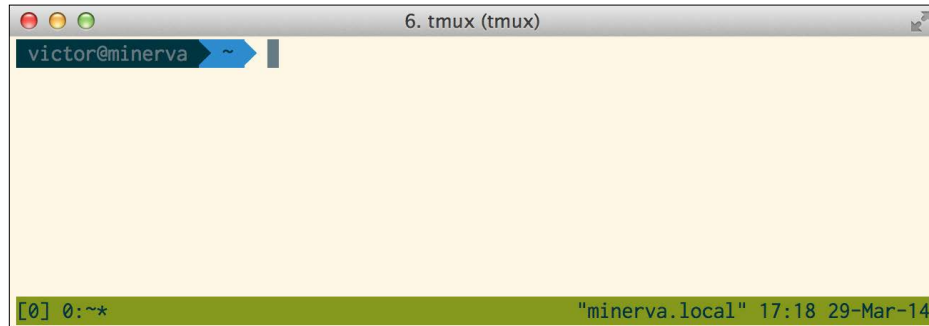 6. tmux (tmux)
victor@minerva ~
[0] 0:~* "minerva.local" 17:18 29-Mar-14